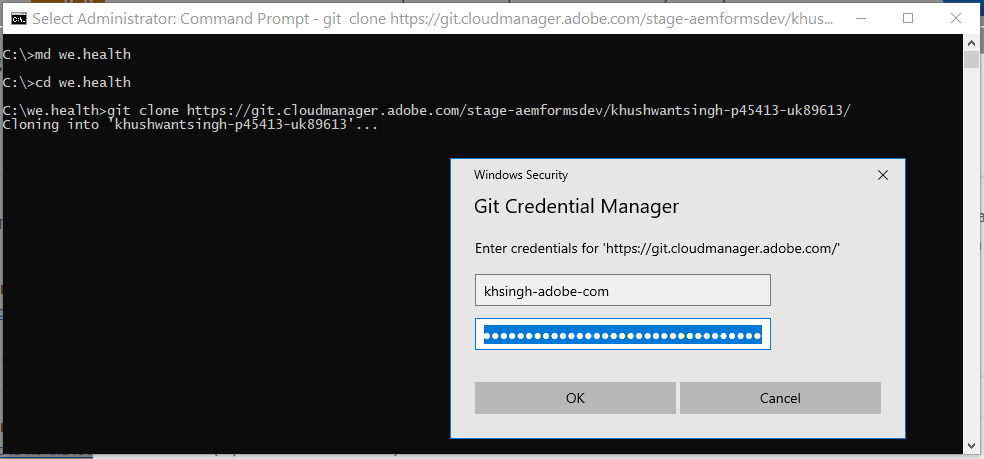 Select Administrator: Command Prompt - git  clone https://git.cloudmanager.adobe.com/stage-aemformsdev/khus...
C:\>md we.health
C:\>cd we.health
C:\we.health>git clone https://git.cloudmanager.adobe.com/stage-aemformsdev/khushwantsingh-p45413-uk89613/
Cloning into 'khushwantsingh-p45413-uk89613'...
Windows Security
Git Credential Manager
Enter credentials for 'https://git.cloudmanager.adobe.com/'
khsingh-adobe-com
OK
Cancel